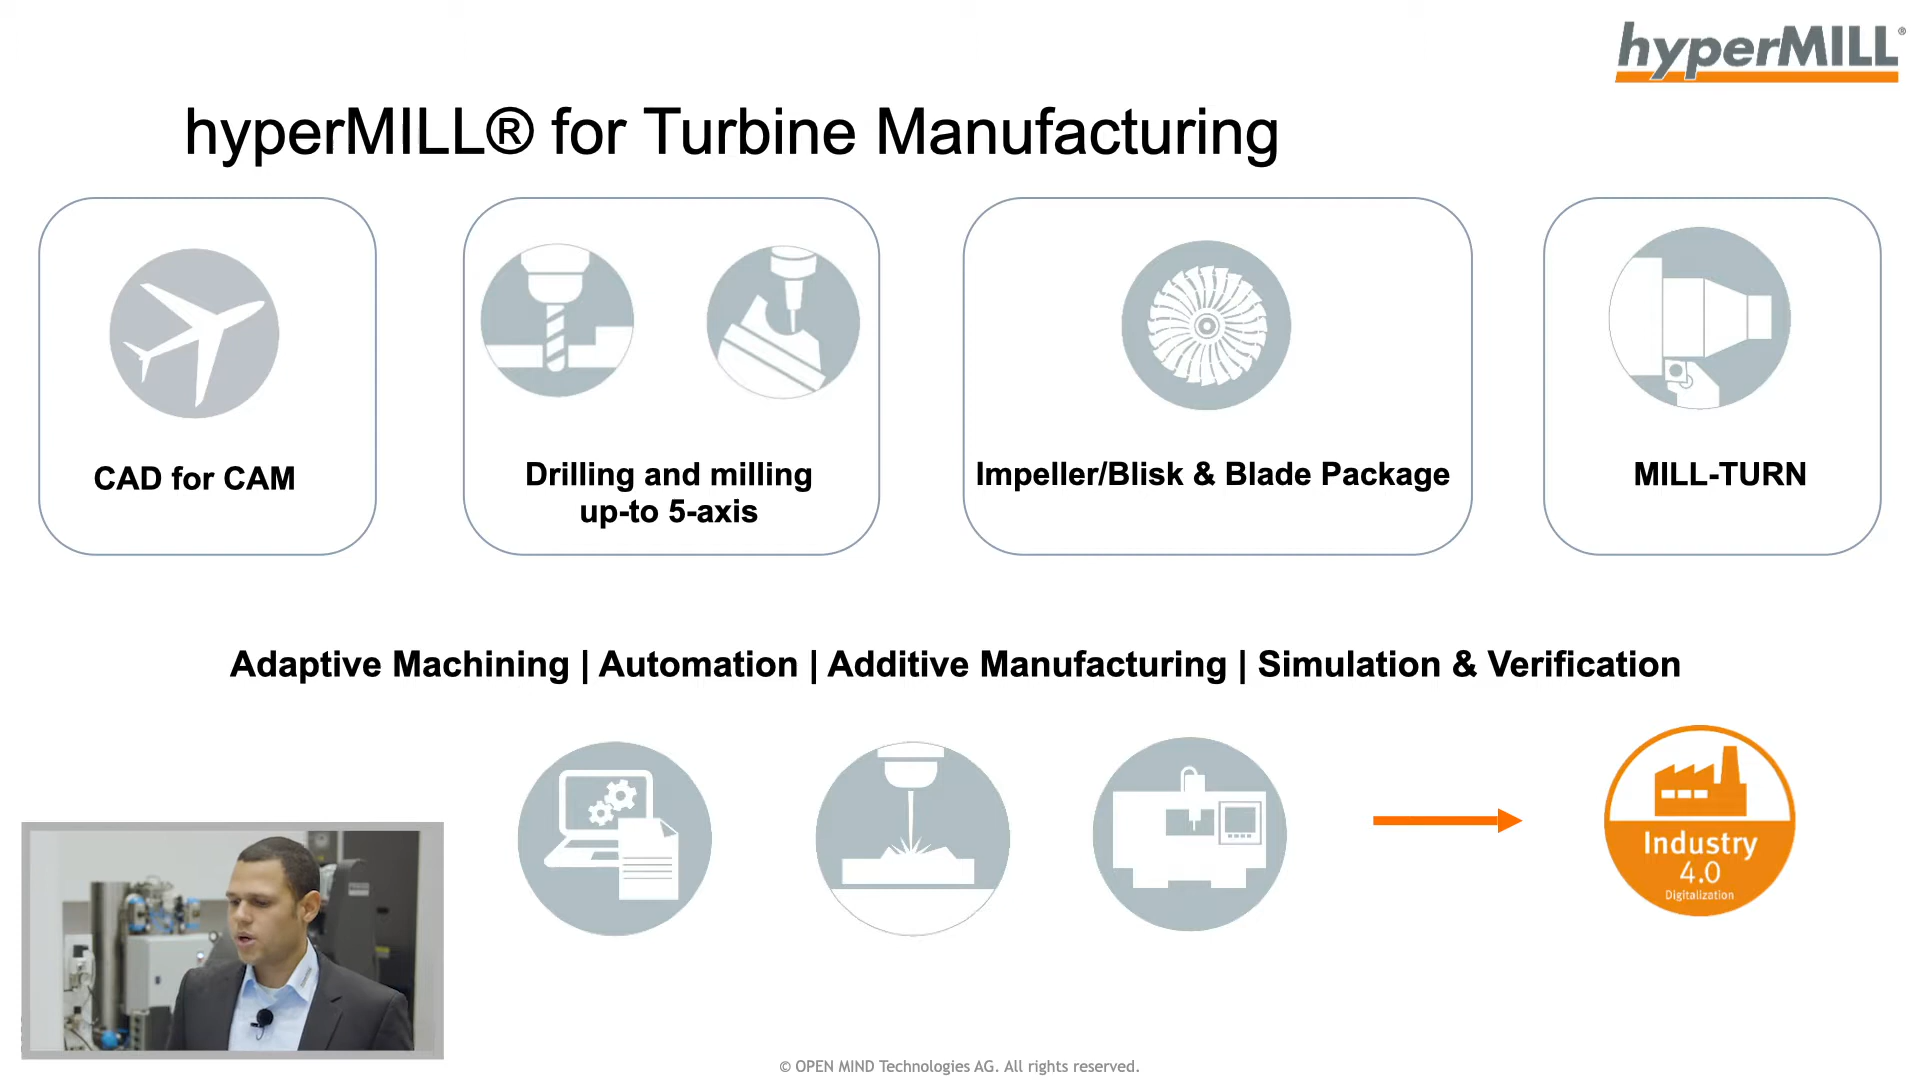 hyperMILL®
hyperMILL® for Turbine Manufacturing
CAD for CAM
Drilling and milling
up-to 5-axis
Impeller/Blisk & Blade Package
MILL-TURN
Adaptive Machining | Automation | Additive Manufacturing | Simulation & Verification
Industry
4.0
Digitalization
© OPEN MIND Technologies AG. All rights reserved.